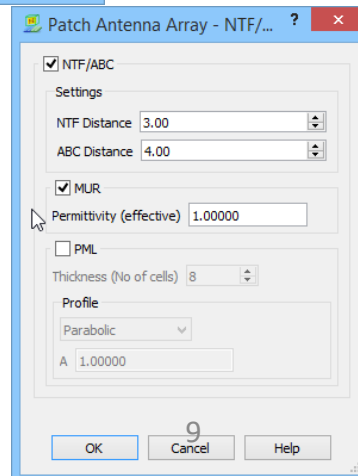 Patch Antenna Array - NTF/... ? ×
NTF/ABC
Settings
NTF Distance 3.00
ABC Distance 4.00
MUR
Permittivity (effective) 1.00000
PML
Thickness (No of cells) 8
Profile
Parabolic
A 1.00000
9
OK Cancel Help